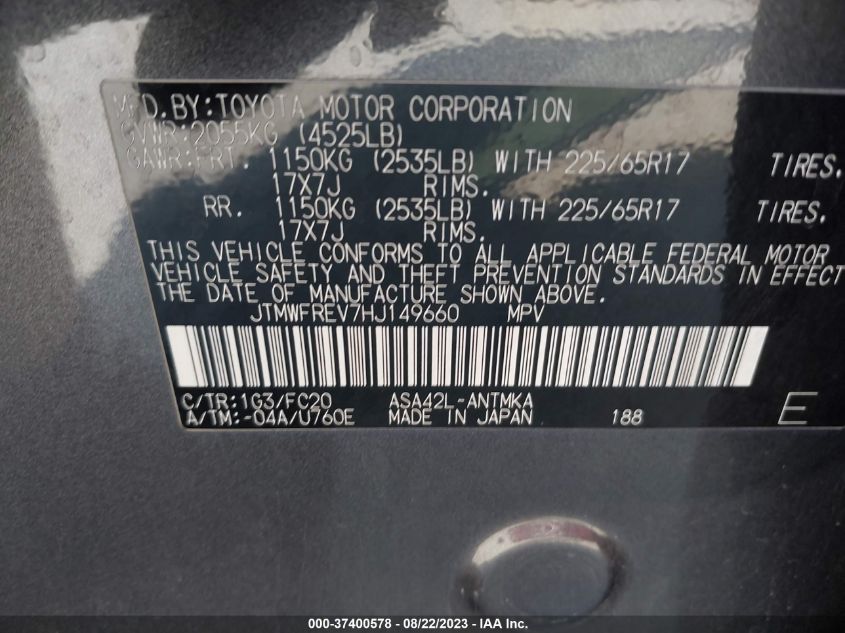 MFD.BY:TOYOTA MOTOR CORPORATION
GVWR:2055KG (4525LB)
GAWR:FRT. 1150KG (2535LB) WITH 225/65R17 TIRES.
17X7J RIMS.
RR. 1150KG (2535LB) WITH 225/65R17 TIRES.
17X7J RIMS.
THIS VEHICLE CONFORMS TO ALL APPLICABLE FEDERAL MOTOR
VEHICLE SAFETY AND THEFT PREVENTION STANDARDS IN EFFECT
THE DATE OF MANUFACTURE SHOWN ABOVE.
JTMWFREV7HJ149660 MPV
C/TR:1G3/FC20 ASA42L-ANTMKA
A/TM:-04A/U760E MADE IN JAPAN 188 E
000-37400578 - 08/22/2023 - IAA Inc.